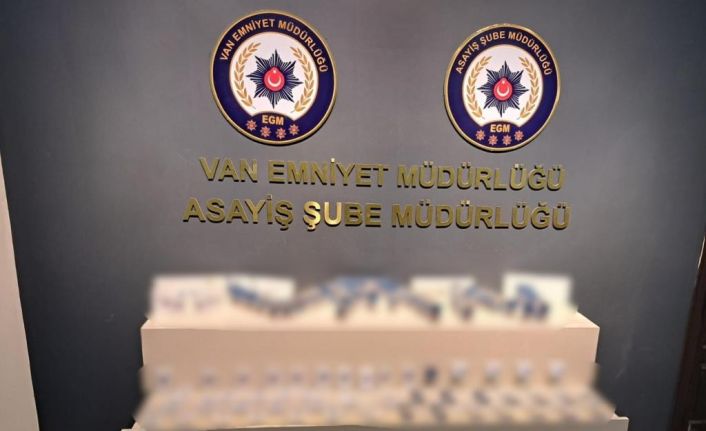 VAN EMNİYET MÜDÜRLÜĞÜ
EGM
ASAYİŞ ŞUBE MÜDÜRLÜĞÜ
EGM
VAN EMNİYET MÜDÜRLÜĞÜ
ASAYİŞ ŞUBE MÜDÜRLÜĞÜ